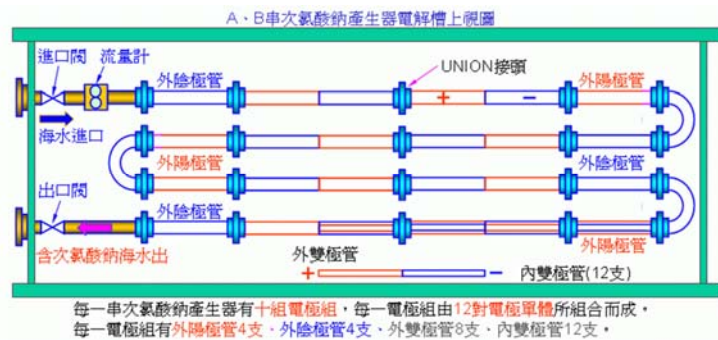 A、B串次氯酸鈉產生器電解槽上視圖
進口閥
流量計
外陰極管
UNION接頭
外陽極管
+
−
海水進口
外陽極管
外陰極管
出口閥
外陰極管
外陽極管
含次氯酸鈉海水出
外雙極管
+
−
內雙極管(12支)
每一串次氯酸鈉產生器有十組電極組，每一電極組由12對電極單體所組合而成。
每一電極組有外陽極管4支、外陰極管4支、外雙極管8支、內雙極管12支。